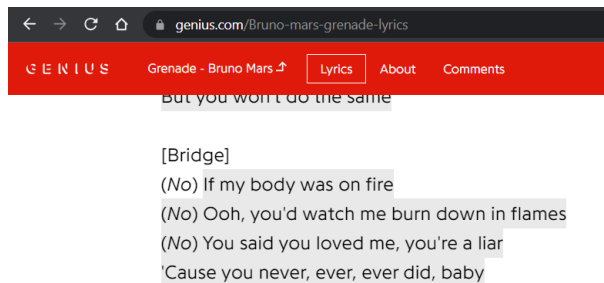 genius.com/Bruno-mars-grenade-lyrics
GENIUS Grenade - Bruno Mars Lyrics About Comments
But you won't do the same
[Bridge]
(No) If my body was on fire
(No) Ooh, you'd watch me burn down in flames
(No) You said you loved me, you're a liar
'Cause you never, ever, ever did, baby